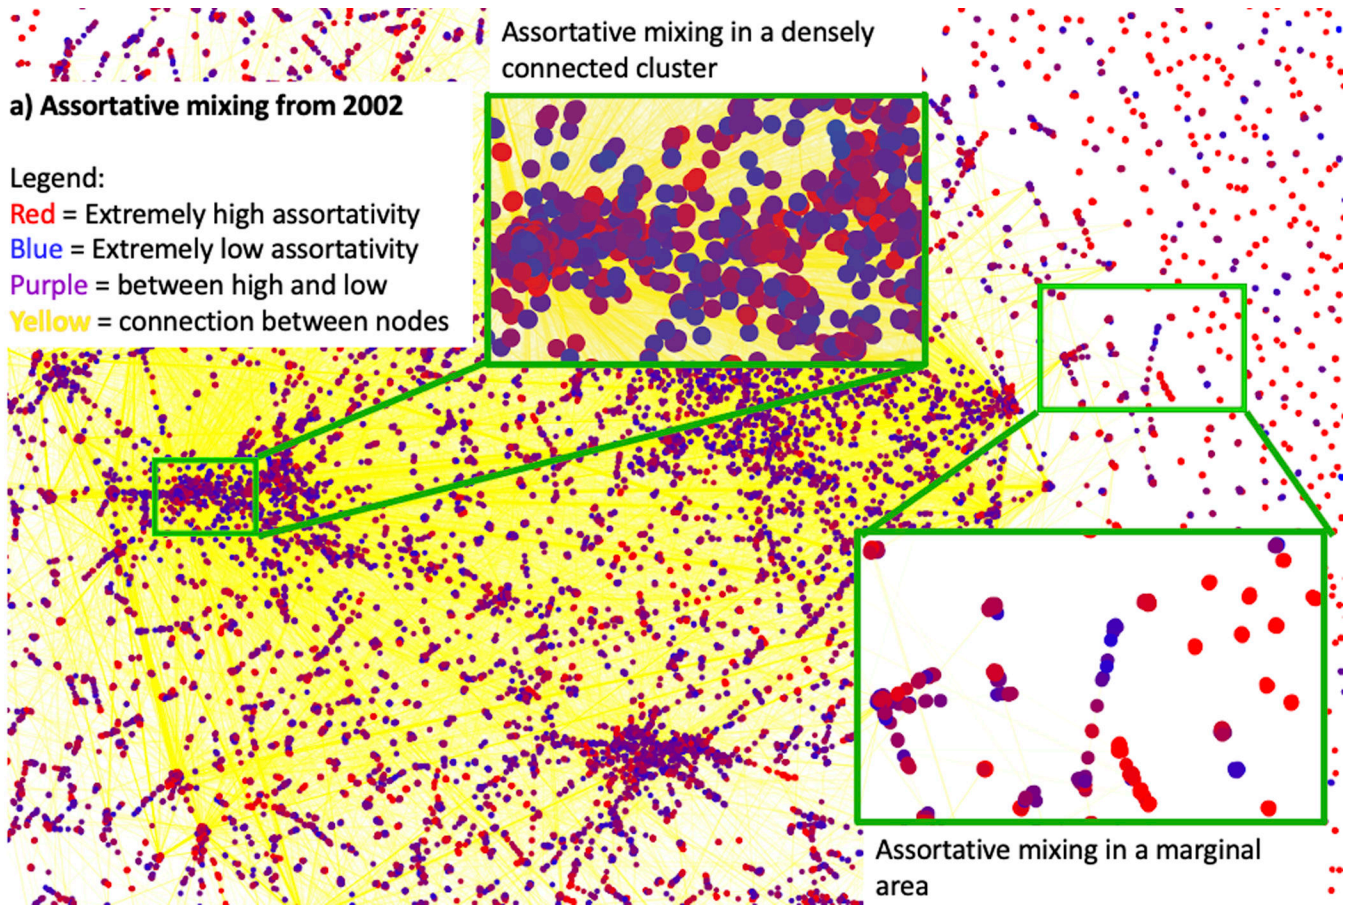 Assortative mixing in a densely
connected cluster
a) Assortative mixing from 2002
Legend:
Red = Extremely high assortativity
Blue = Extremely low assortativity
Purple = between high and low
Yellow = connection between nodes
Assortative mixing in a marginal
area